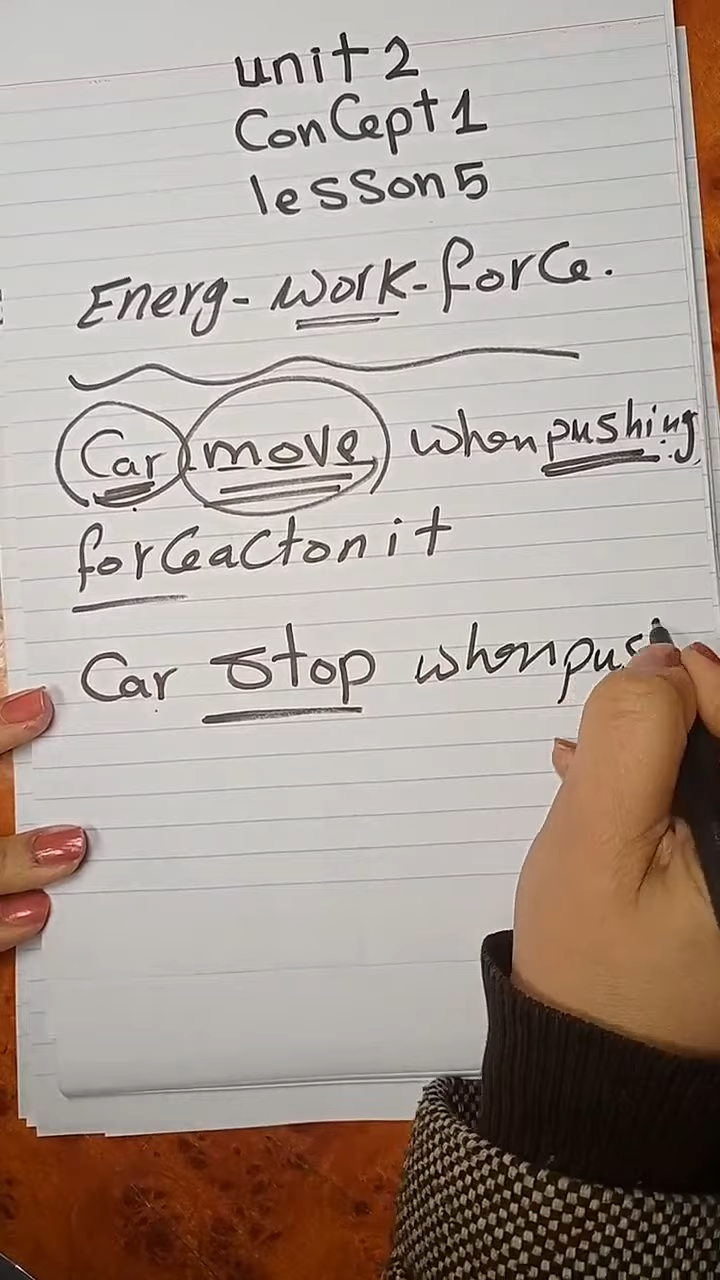 unit 2
Concept 1
lesson 5
Energ-work-force.
Car move when pushing
force act on it
Car stop when pus